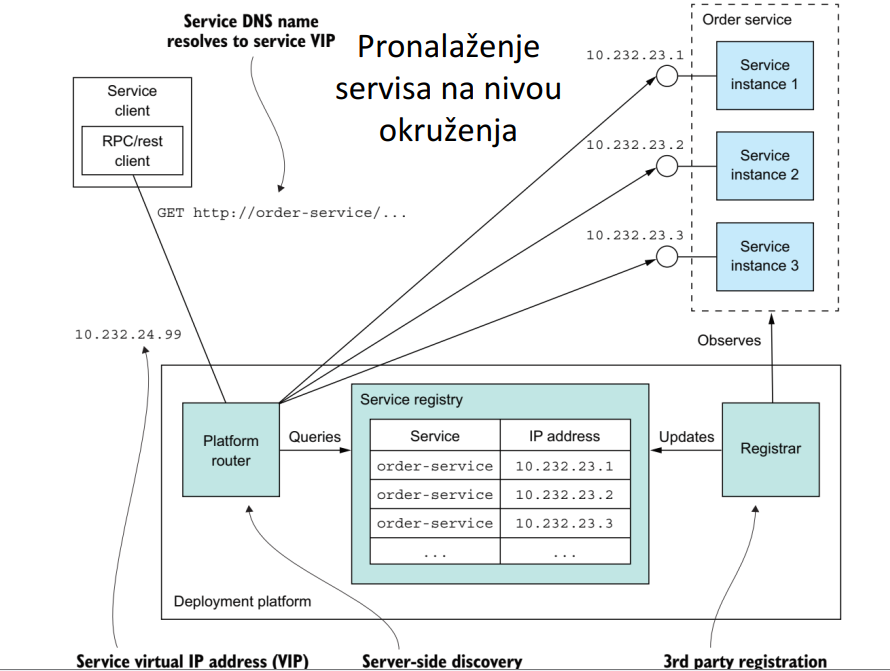 Service DNS name
resolves to service VIP
Pronalaženje
servisa na nivou
okruženja
Order service
10.232.23.1
Service
instance 1
Service
client
RPC/rest
client
10.232.23.2
Service
instance 2
GET http://order-service/...
10.232.23.3
Service
instance 3
10.232.24.99
Observes
Service registry
Platform
router
Queries
Service IP address
order-service 10.232.23.1
order-service 10.232.23.2
order-service 10.232.23.3
... ...
Updates
Registrar
Deployment platform
Service virtual IP address (VIP)
Server-side discovery
3rd party registration